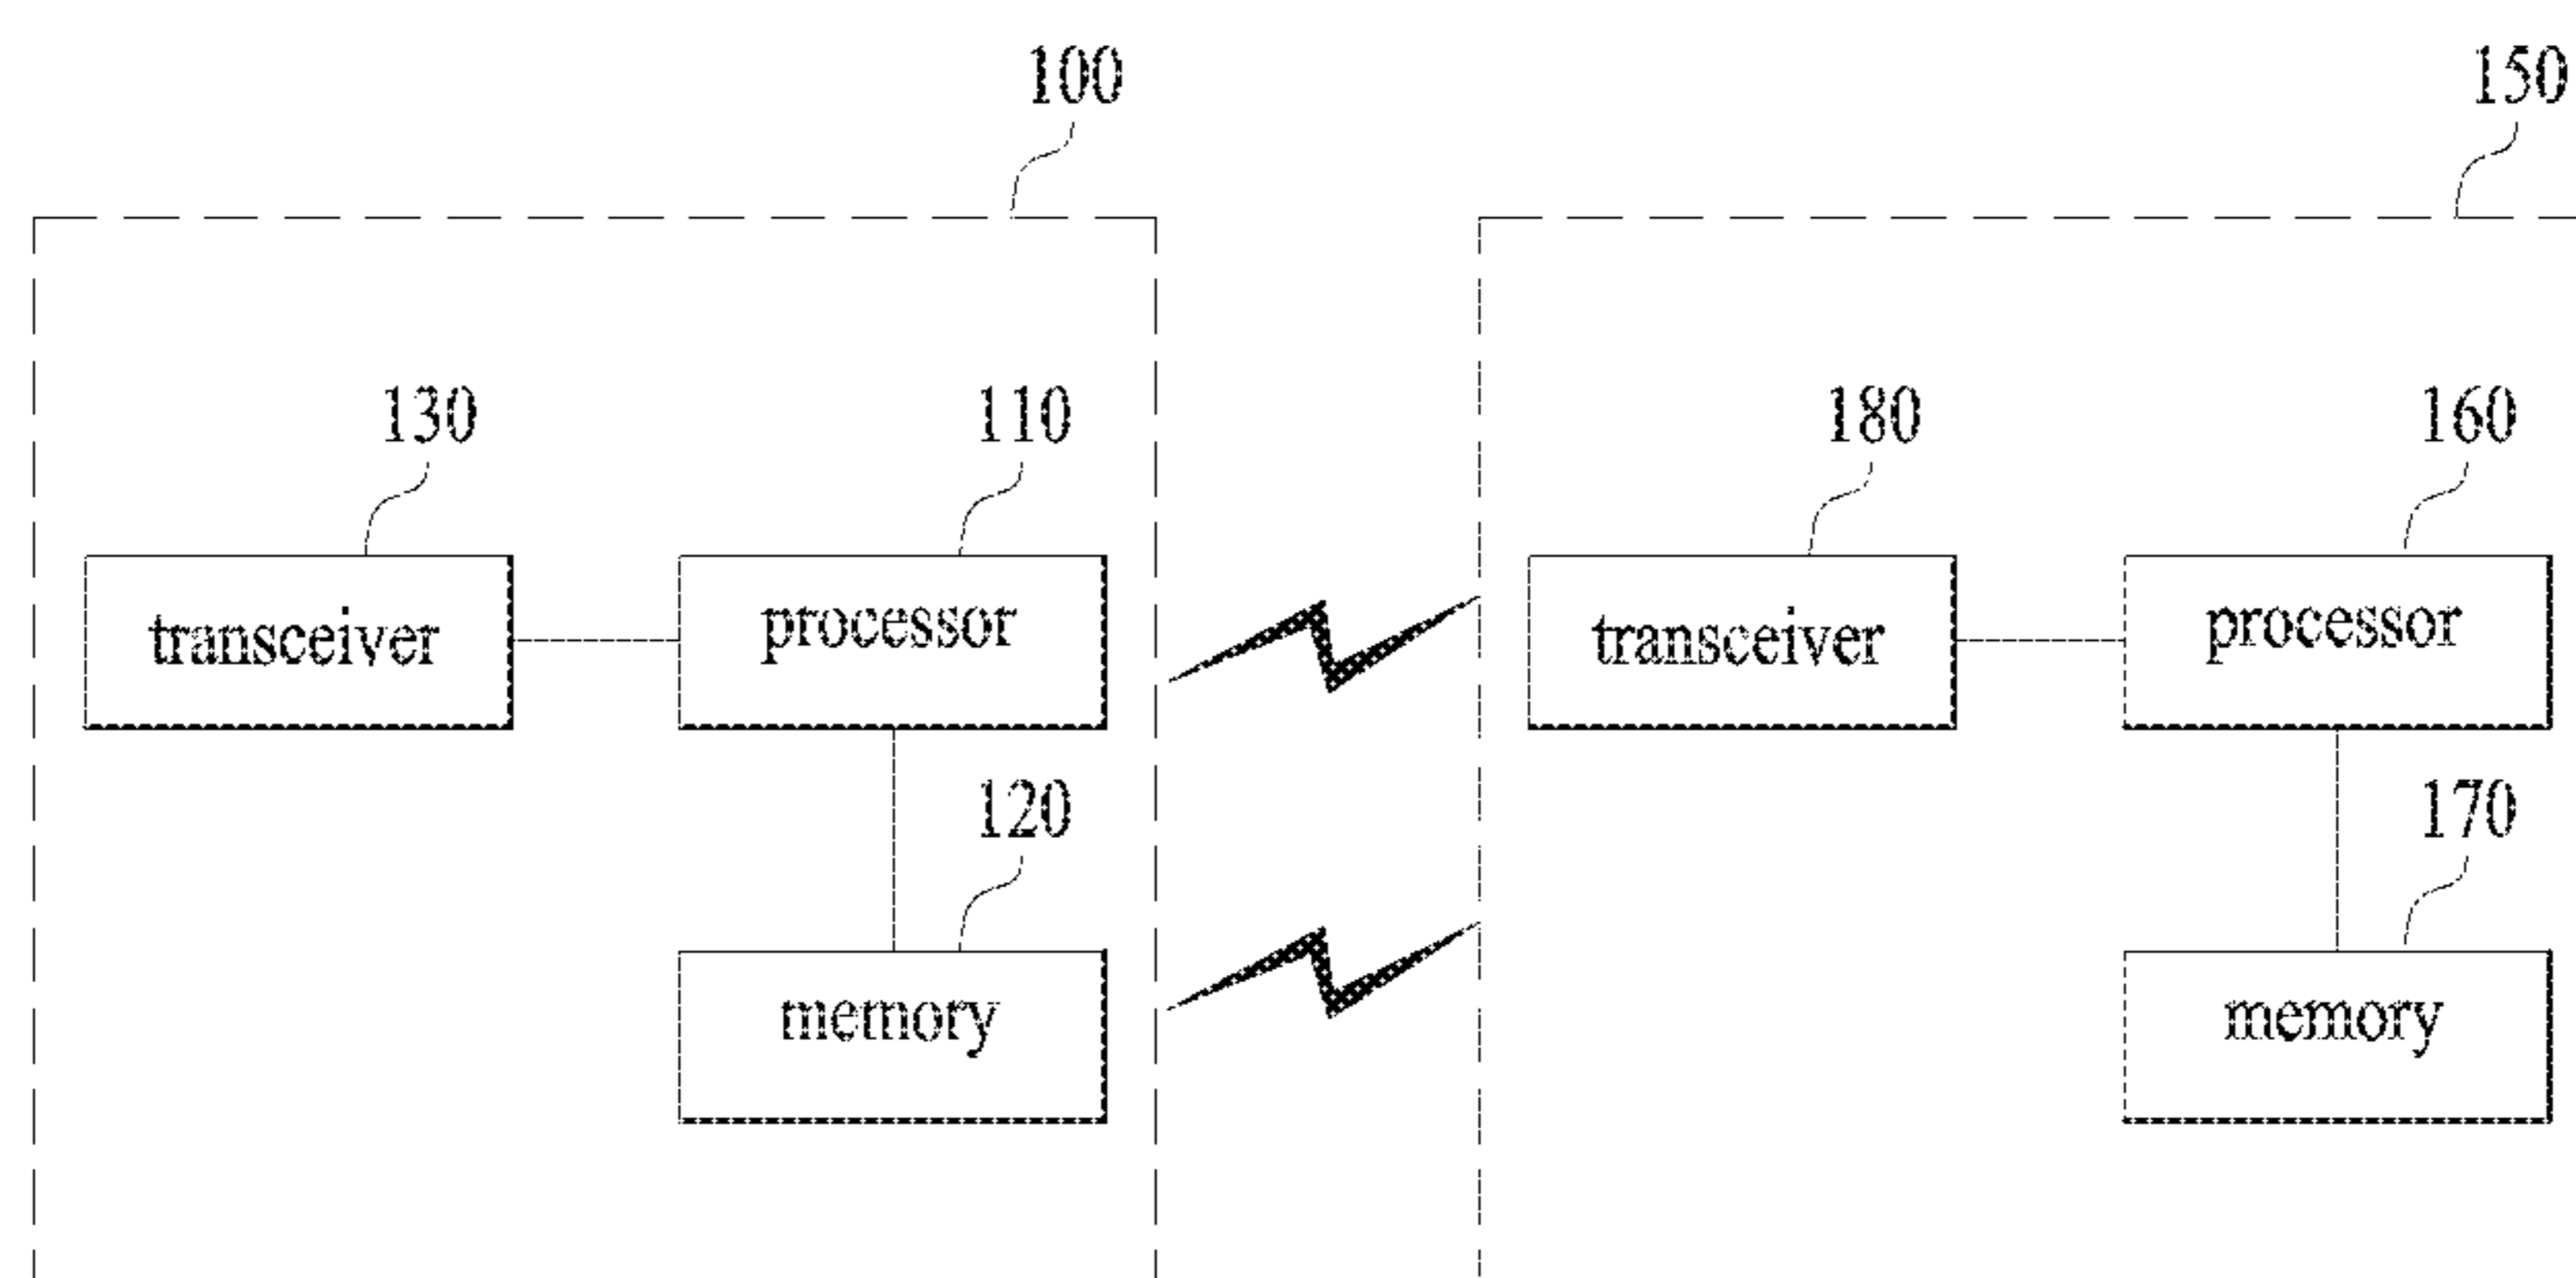 100 150
130 110 180 160
transceiver processor transceiver processor
120 170
memory memory